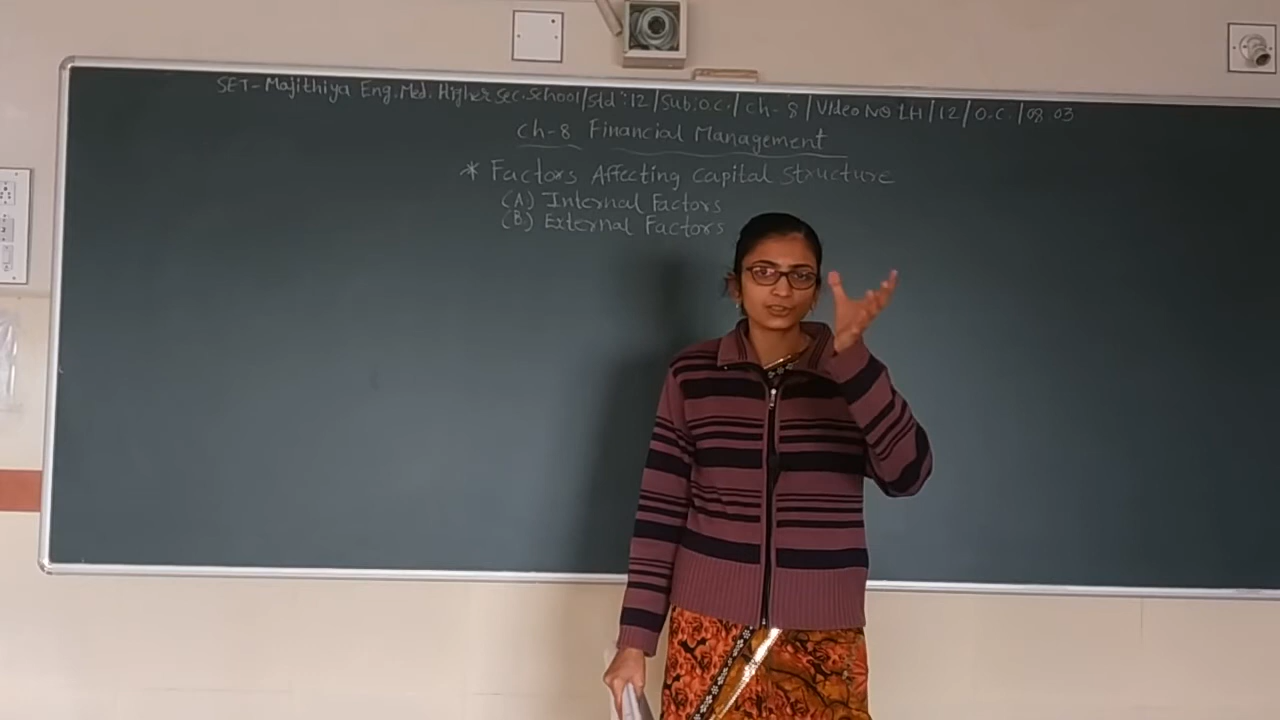 SET-Majithiya Eng.Med. Higher Sec. School/Std:12/Sub:O.C./Ch-8/Video No LH/12/O.C./08.03
Ch-8 Financial Management
* Factors Affecting Capital Structure
(A) Internal Factors
(B) External Factors